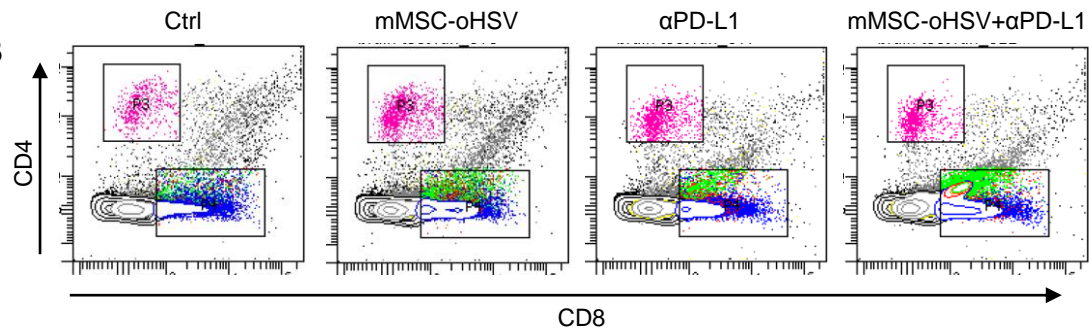 Ctrl
mMSC-oHSV
αPD-L1
mMSC-oHSV+αPD-L1
CD4
P3
P3
P3
P3
CD8